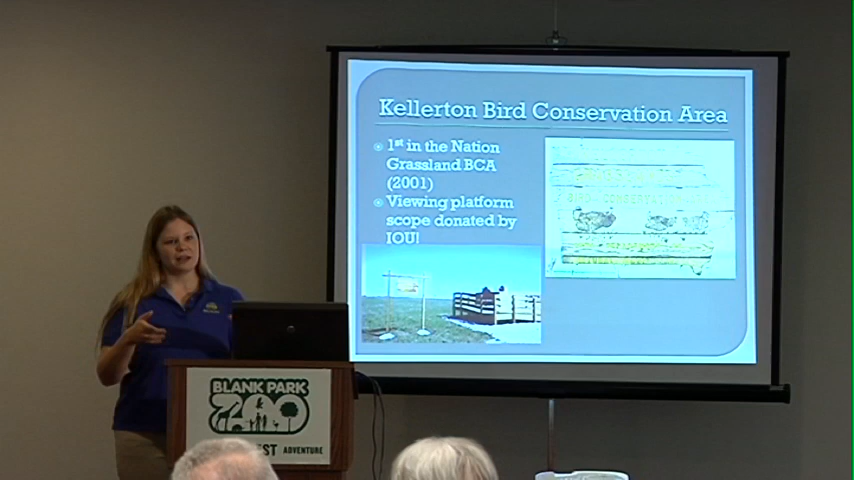 Kellerton Bird Conservation Area
1st in the Nation
Grassland BCA
(2001)
Viewing platform
scope donated by
IOU!
BLANK PARK
ZOO
EST ADVENTURE